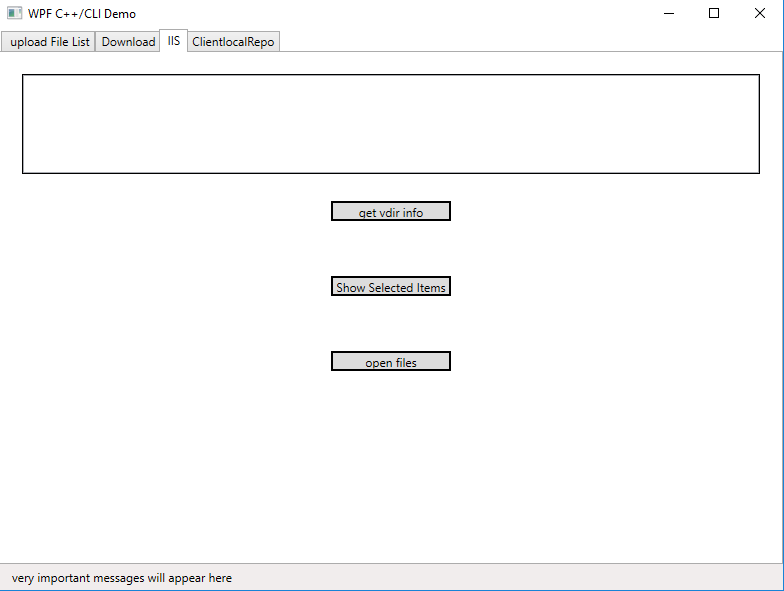 WPF C++/CLI Demo
upload File List Download IIS ClientlocalRepo
get vdir info
Show Selected Items
open files
very important messages will appear here